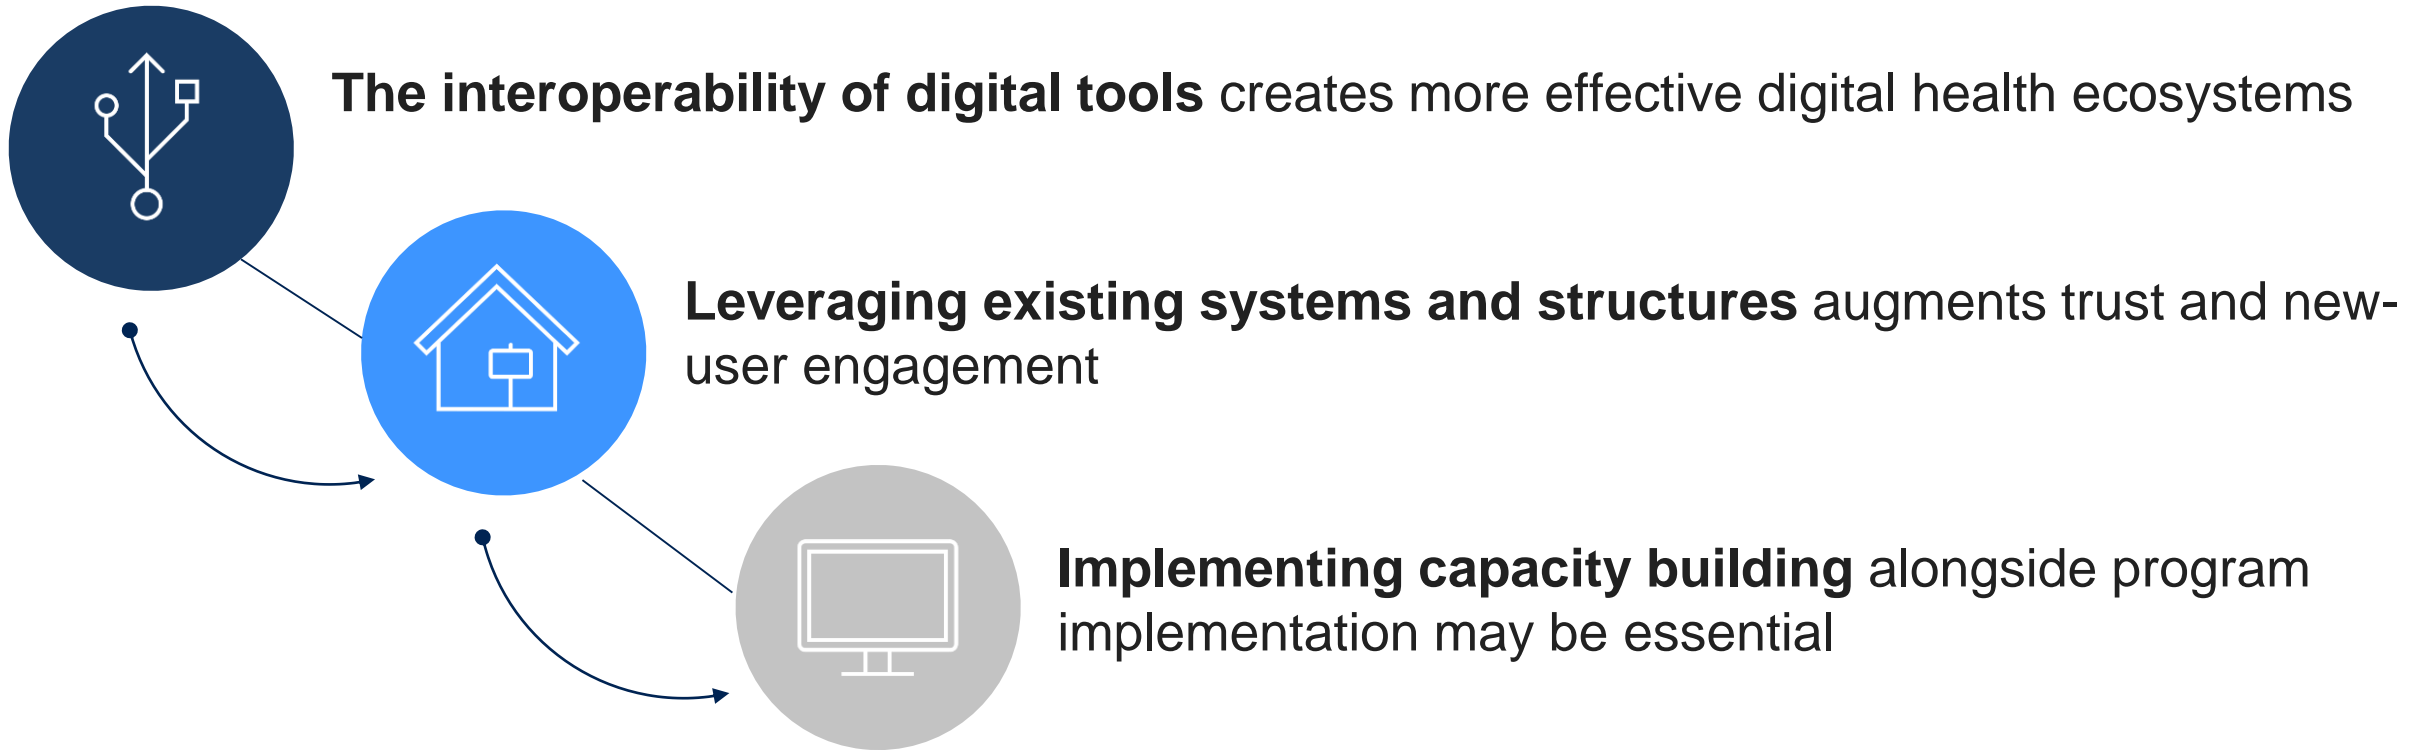 The interoperability of digital tools creates more effective digital health ecosystems
Leveraging existing systems and structures augments trust and new-
user engagement
Implementing capacity building alongside program
implementation may be essential